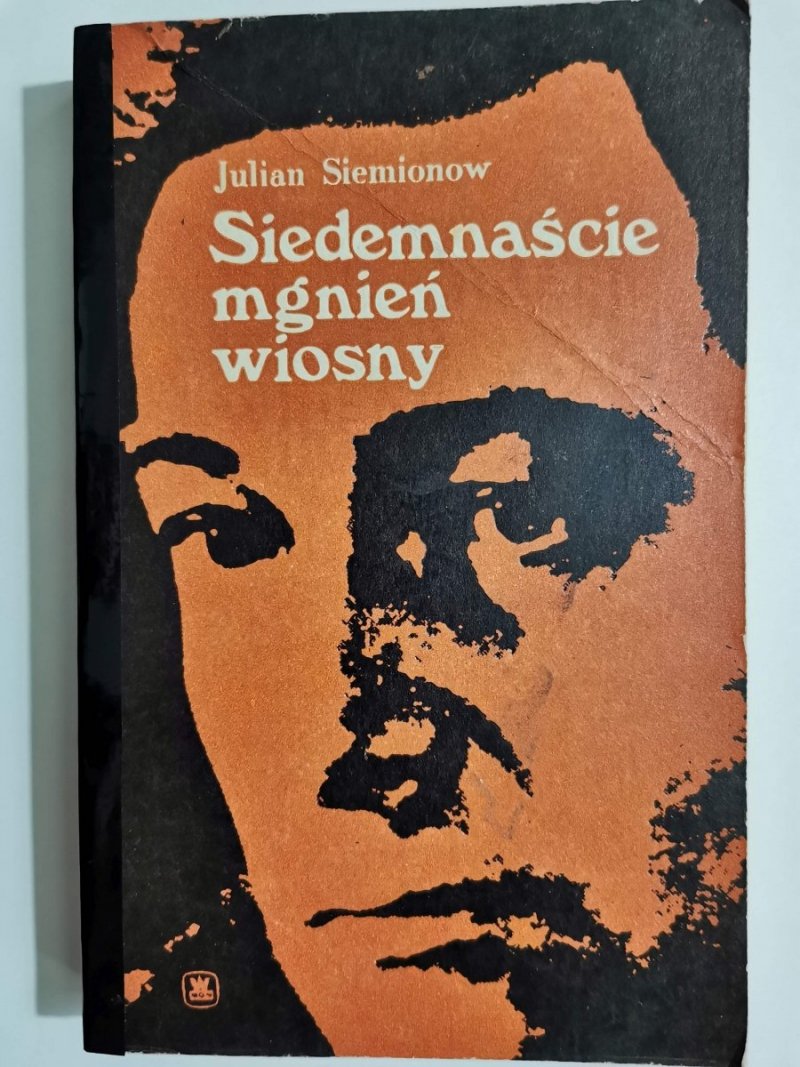 Julian Siemionow
Siedemnaście
mgnień
wiosny